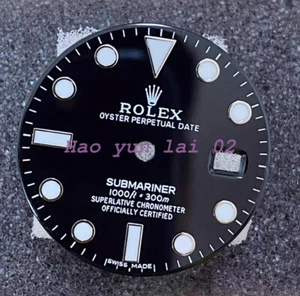 ROLEX
OYSTER PERPETUAL DATE
Hao yun lai 02
SUBMARINER
1000ft • 300m
SUPERLATIVE CHRONOMETER
OFFICIALLY CERTIFIED
SWISS MADE